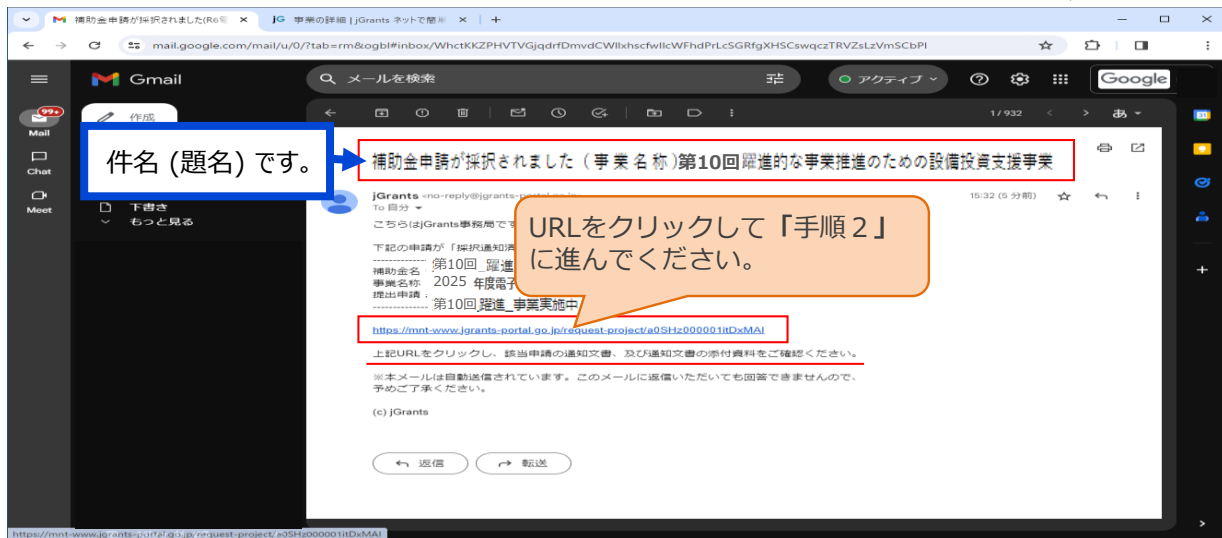 補助金申請が採択されました(R6
事業の詳細 | jGrants ネットで簡
mail.google.com/mail/u/0/?tab=rm&ogbl#inbox/WhctKKZPHVTVGjqdrfDmvdCWllxhscfwllcWFhdPrLcSGRfgXHSCswqczTRVZsLzVmSCbPl
Gmail
メールを検索
アクティブ
Google
99+
Mail
Chat
Meet
作成
下書き
もっと見る
1/932
あ
31
件名 (題名) です。
補助金申請が採択されました(事業名称)第10回躍進的な事業推進のための設備投資支援事業
jGrants
15:32 (5 分前)
To 自分
こちらはjGrants事務局です
下記の申請が「採択通知済
補助金名 第10回_躍進
事業名称 2025 年度電子
提出申請:
第10回_躍進_事業実施中
URLをクリックして「手順2」
に進んでください。
https://mnt-www.jgrants-portal.go.jp/request-project/a0SHz000001itDxMAI
上記URLをクリックし、該当申請の通知文書、及び通知文書の添付資料をご確認ください。
※本メールは自動送信されています。このメールに返信いただいても回答できませんので、
予めご了承ください。
(c) jGrants
返信
転送
https://mnt-www.jgrants-portal.go.jp/request-project/a0SHz000001itDxMAI